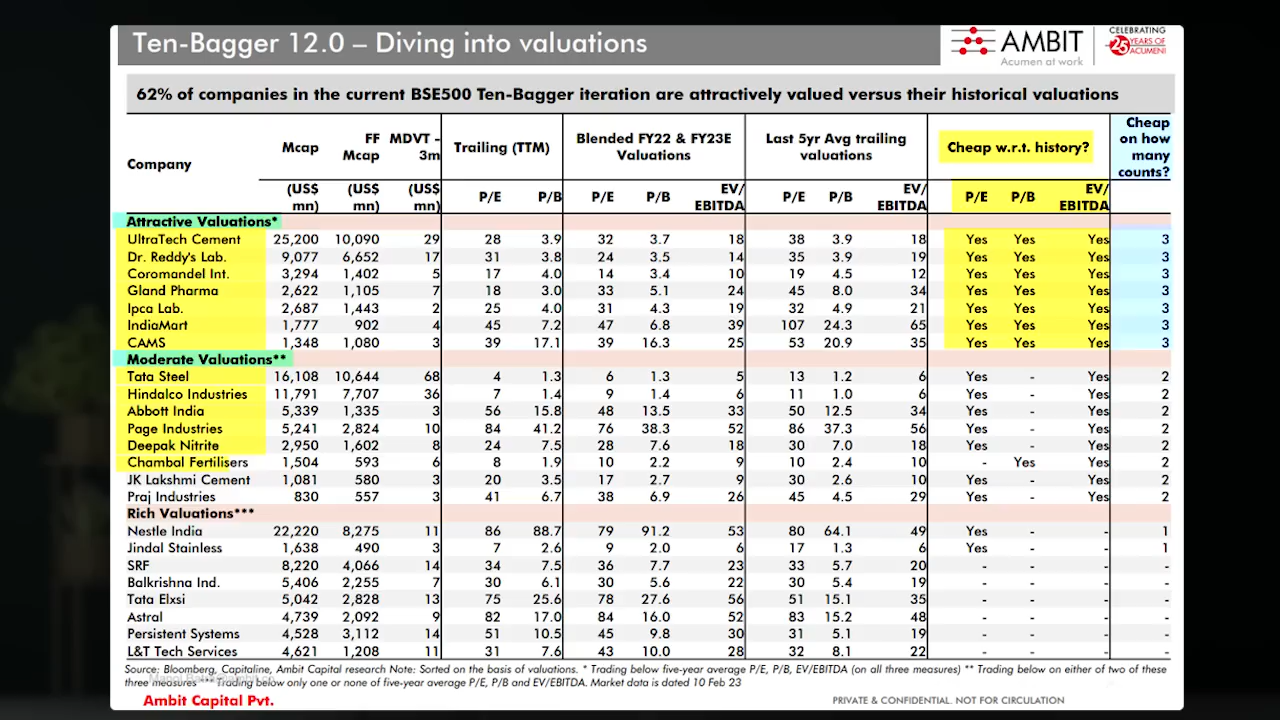 Ten-Bagger 12.0 – Diving into valuations
AMBIT
Acumen at work
CELEBRATING
25 YEARS OF
ACUMEN!
62% of companies in the current BSE500 Ten-Bagger iteration are attractively valued versus their historical valuations
Company Mcap FF Mcap MDVT - 3m Trailing (TTM) Blended FY22 & FY23E Valuations Last 5yr Avg trailing valuations Cheap w.r.t. history? Cheap on how many counts?
(US$ mn) (US$ mn) (US$ mn) P/E P/B P/E P/B EV/ EBITDA P/E P/B EV/ EBITDA P/E P/B EV/ EBITDA
Attractive Valuations*
UltraTech Cement 25,200 10,090 29 28 3.9 32 3.7 18 38 3.9 18 Yes Yes Yes 3
Dr. Reddy's Lab. 9,077 6,652 17 31 3.8 24 3.5 14 35 3.9 19 Yes Yes Yes 3
Coromandel Int. 3,294 1,402 5 17 4.0 14 3.4 10 19 4.5 12 Yes Yes Yes 3
Gland Pharma 2,622 1,105 7 18 3.0 33 5.1 24 45 8.0 34 Yes Yes Yes 3
Ipca Lab. 2,687 1,443 2 25 4.0 31 4.3 19 32 4.9 21 Yes Yes Yes 3
IndiaMart 1,777 902 4 45 7.2 47 6.8 39 107 24.3 65 Yes Yes Yes 3
CAMS 1,348 1,080 3 39 17.1 39 16.3 25 53 20.9 35 Yes Yes Yes 3
Moderate Valuations**
Tata Steel 16,108 10,644 68 4 1.3 6 1.3 5 13 1.2 6 Yes - Yes 2
Hindalco Industries 11,791 7,707 36 7 1.4 9 1.4 6 11 1.0 6 Yes - Yes 2
Abbott India 5,339 1,335 3 56 15.8 48 13.5 33 50 12.5 34 Yes - Yes 2
Page Industries 5,241 2,824 10 84 41.2 76 38.3 52 86 37.3 56 Yes - Yes 2
Deepak Nitrite 2,950 1,602 8 24 7.5 28 7.6 18 30 7.0 18 Yes - Yes 2
Chambal Fertilisers 1,504 593 6 8 1.9 10 2.2 9 10 2.4 10 - Yes Yes 2
JK Lakshmi Cement 1,081 580 3 20 3.5 17 2.7 9 30 2.6 10 Yes - Yes 2
Praj Industries 830 557 3 41 6.7 38 6.9 26 45 4.5 29 Yes - Yes 2
Rich Valuations***
Nestle India 22,220 8,275 11 86 88.7 79 91.2 53 80 64.1 49 Yes - - 1
Jindal Stainless 1,638 490 3 7 2.6 9 2.0 6 17 1.3 6 Yes - - 1
SRF 8,220 4,066 14 34 7.5 36 7.7 23 33 5.7 20 - - - -
Balkrishna Ind. 5,406 2,255 7 30 6.1 30 5.6 22 30 5.4 19 - - - -
Tata Elxsi 5,042 2,828 13 75 25.6 78 27.6 56 51 15.1 35 - - - -
Astral 4,739 2,092 9 82 17.0 84 16.0 52 83 15.2 48 - - - -
Persistent Systems 4,528 3,112 14 51 10.5 45 9.8 30 31 5.1 19 - - - -
L&T Tech Services 4,621 1,208 11 31 7.6 43 10.0 28 32 8.1 22 - - - -
Source: Bloomberg, Capitaline, Ambit Capital research Note: Sorted on the basis of valuations. * Trading below five-year average P/E, P/B, EV/EBITDA (on all three measures) ** Trading below on either of two of these
three measures *** Trading below only one or none of five-year average P/E, P/B and EV/EBITDA. Market data is dated 10 Feb 23
Ambit Capital Pvt.
PRIVATE & CONFIDENTIAL. NOT FOR CIRCULATION